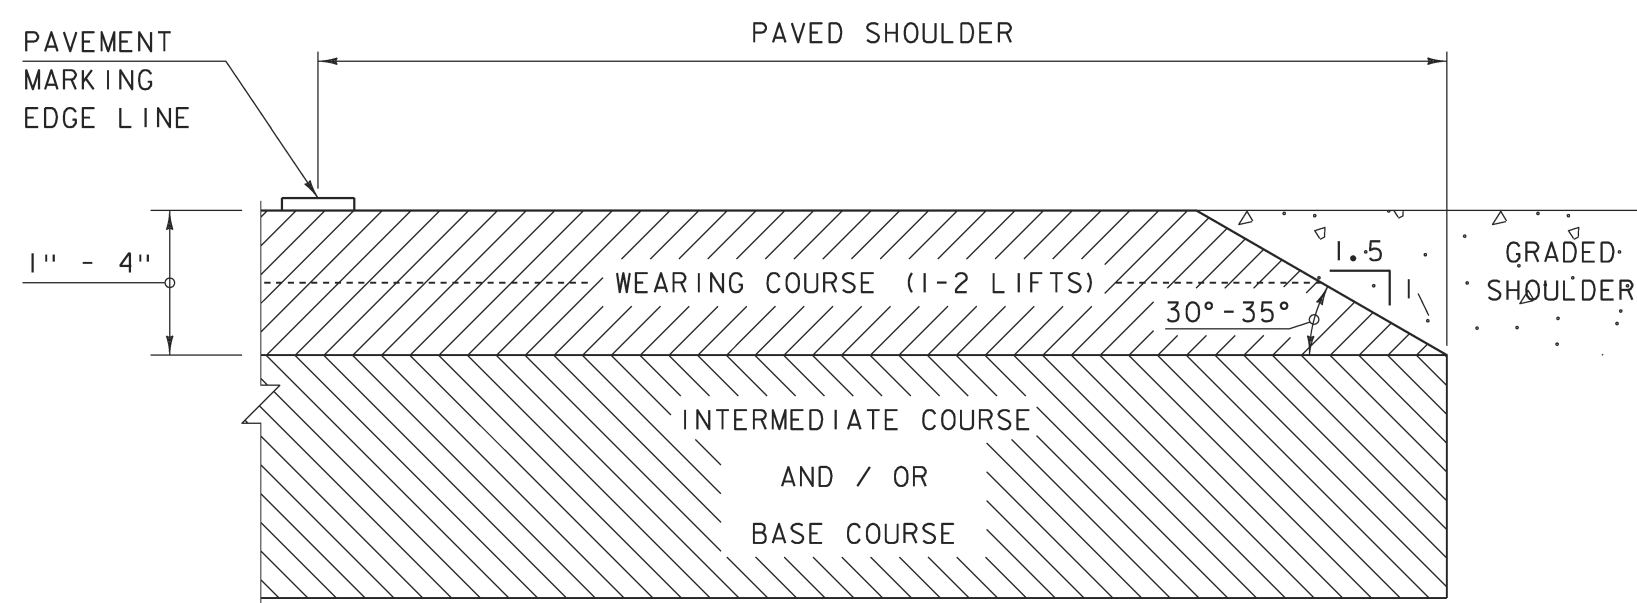 PAVED SHOULDER
PAVEMENT
MARKING
EDGE LINE
1" - 4"
WEARING COURSE (1-2 LIFTS)
1.5
1
30°-35°
GRADED
SHOULDER
INTERMEDIATE COURSE
AND / OR
BASE COURSE